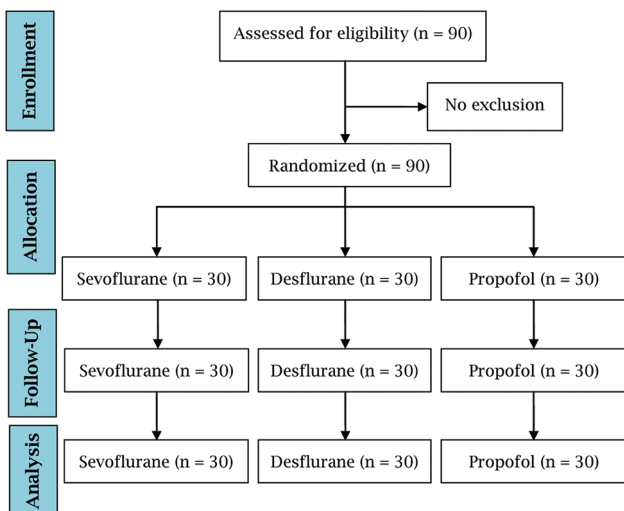 Enrollment
Assessed for eligibility (n = 90)
No exclusion
Randomized (n = 90)
Allocation
Sevoflurane (n = 30)
Desflurane (n = 30)
Propofol (n = 30)
Follow-Up
Sevoflurane (n = 30)
Desflurane (n = 30)
Propofol (n = 30)
Analysis
Sevoflurane (n = 30)
Desflurane (n = 30)
Propofol (n = 30)